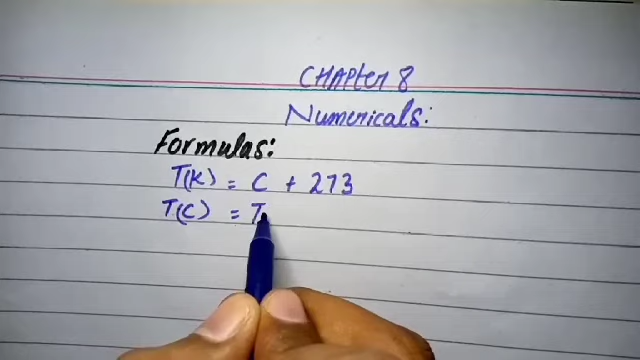 CHAPter 8
Numericals:
Formulas:
T(K) = C + 273
T(C) = T